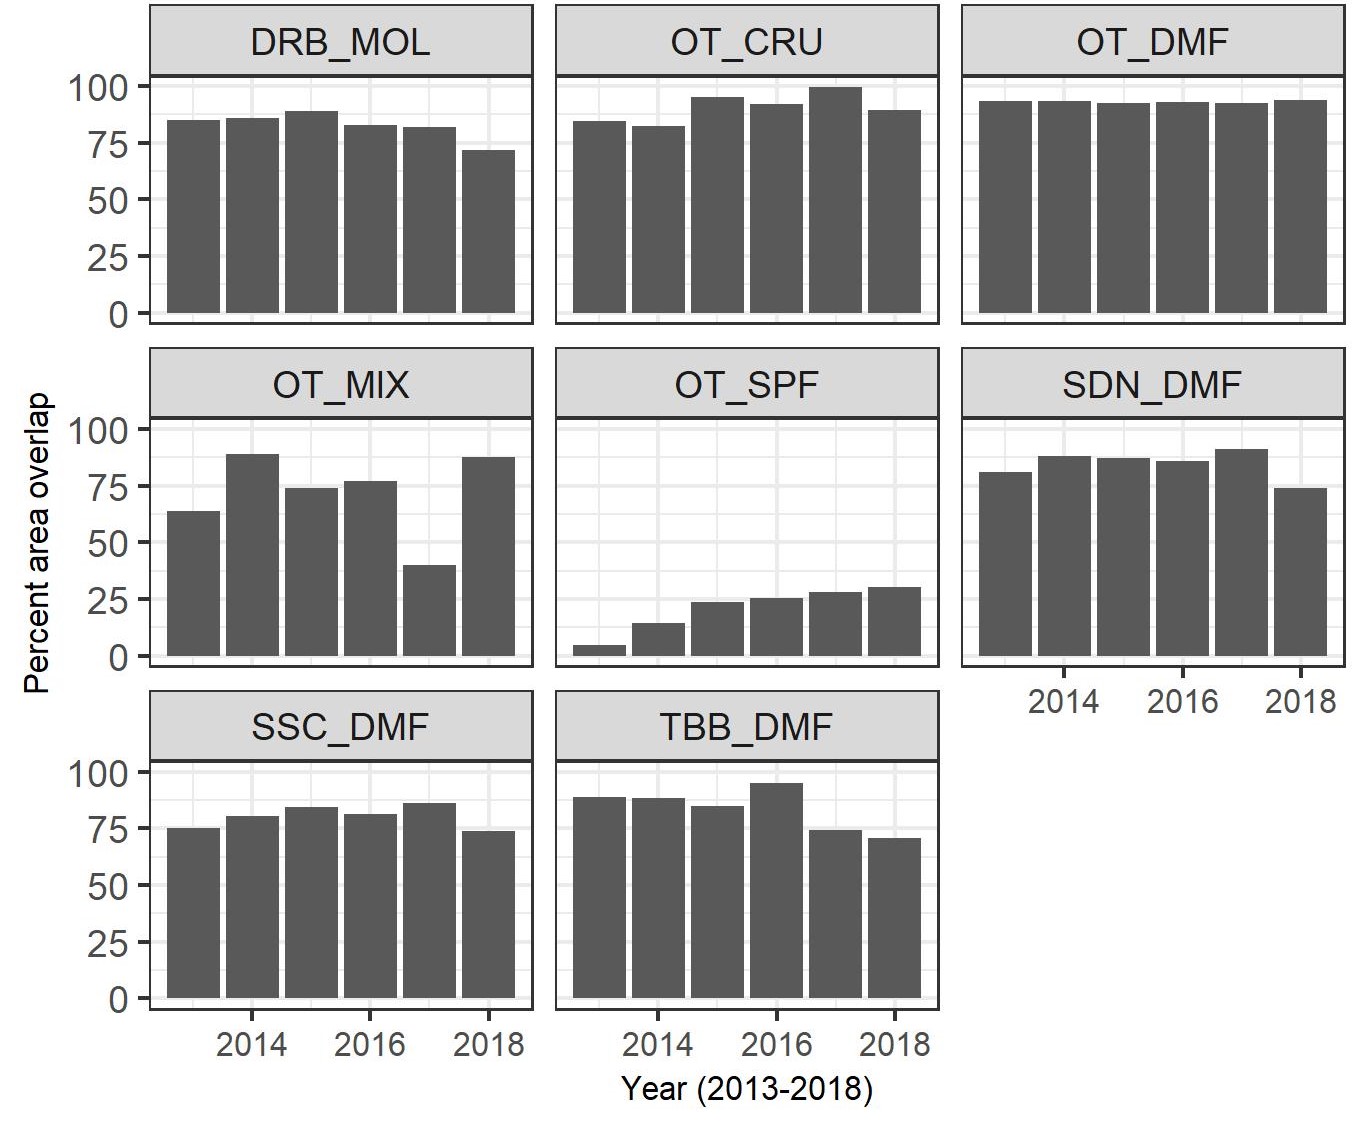 DRB_MOL OT_CRU OT_DMF
100
75
50
25
0
OT_MIX OT_SPF SDN_DMF
100
75
50
25
0
2014 2016 2018
Percent area overlap
SSC_DMF TBB_DMF
100
75
50
25
0
2014 2016 2018 2014 2016 2018
Year (2013-2018)